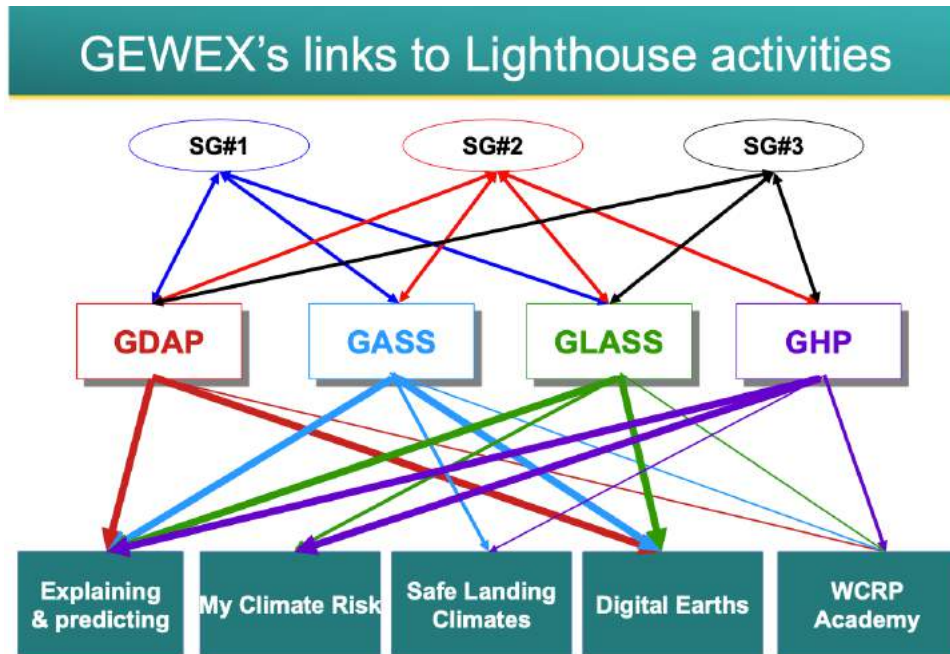 GEWEX's links to Lighthouse activities
SG#1
SG#2
SG#3
GDAP
GASS
GLASS
GHP
Explaining
& predicting
My Climate Risk
Safe Landing
Climates
Digital Earths
WCRP
Academy